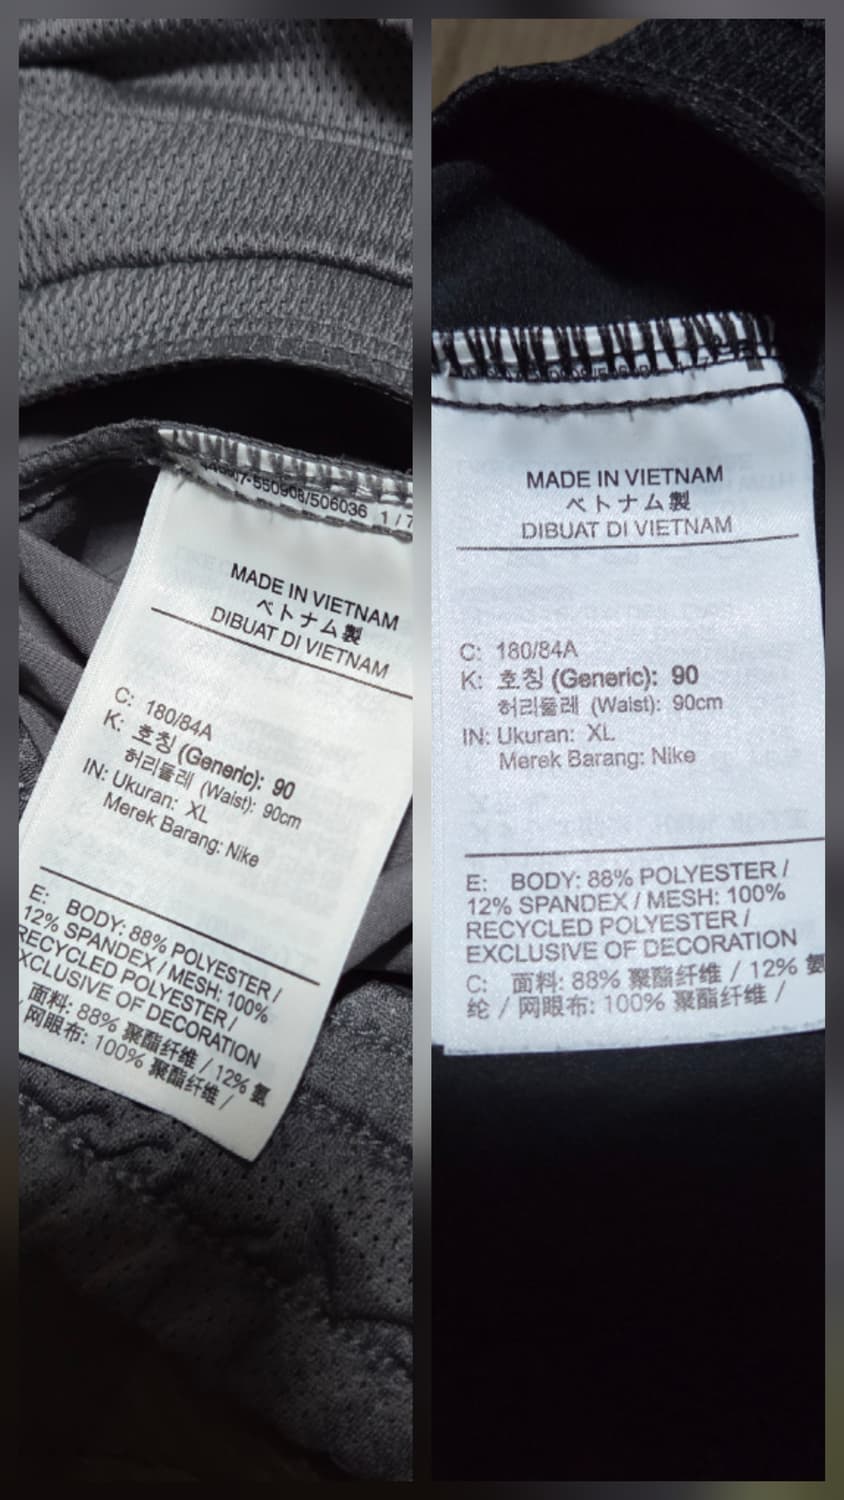 550908/506036 1 / 7
MADE IN VIETNAM
ベトナム製
DIBUAT DI VIETNAM
C: 180/84A
K: 호칭 (Generic): 90
허리둘레 (Waist): 90cm
IN: Ukuran: XL
Merek Barang: Nike
E: BODY: 88% POLYESTER /
12% SPANDEX / MESH: 100%
RECYCLED POLYESTER /
XCLUSIVE OF DECORATION
面料: 88% 聚酯纤维 / 12% 氨
/ 网眼布: 100% 聚酯纤维 /
MADE IN VIETNAM
ベトナム製
DIBUAT DI VIETNAM
C: 180/84A
K: 호칭 (Generic): 90
허리둘레 (Waist): 90cm
IN: Ukuran: XL
Merek Barang: Nike
E: BODY: 88% POLYESTER /
12% SPANDEX / MESH: 100%
RECYCLED POLYESTER /
EXCLUSIVE OF DECORATION
C: 面料: 88% 聚酯纤维 / 12% 氨
纶 / 网眼布: 100% 聚酯纤维 /